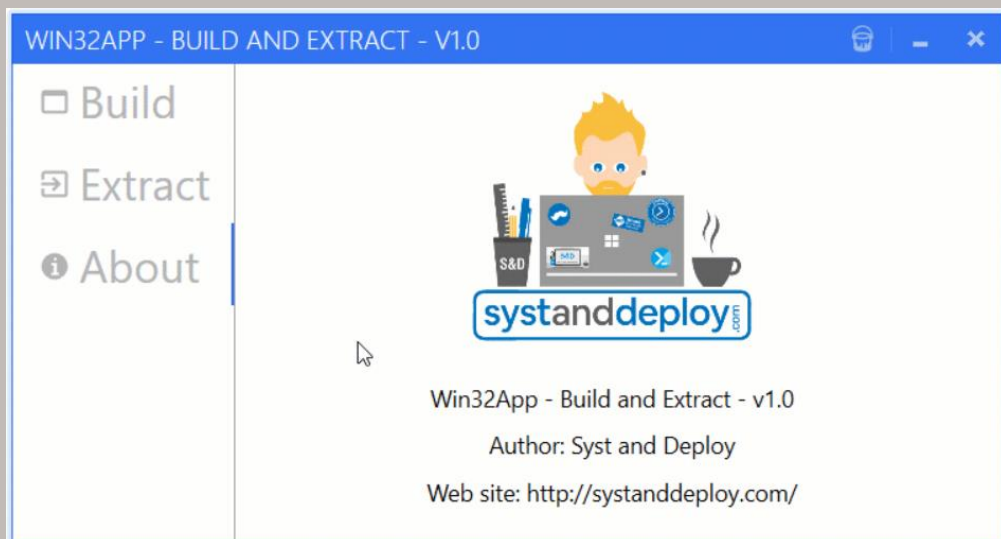 WIN32APP - BUILD AND EXTRACT - V1.0
Build
Extract
About
S&D
S&D
systanddeploy.com
Win32App - Build and Extract - v1.0
Author: Syst and Deploy
Web site: http://systanddeploy.com/